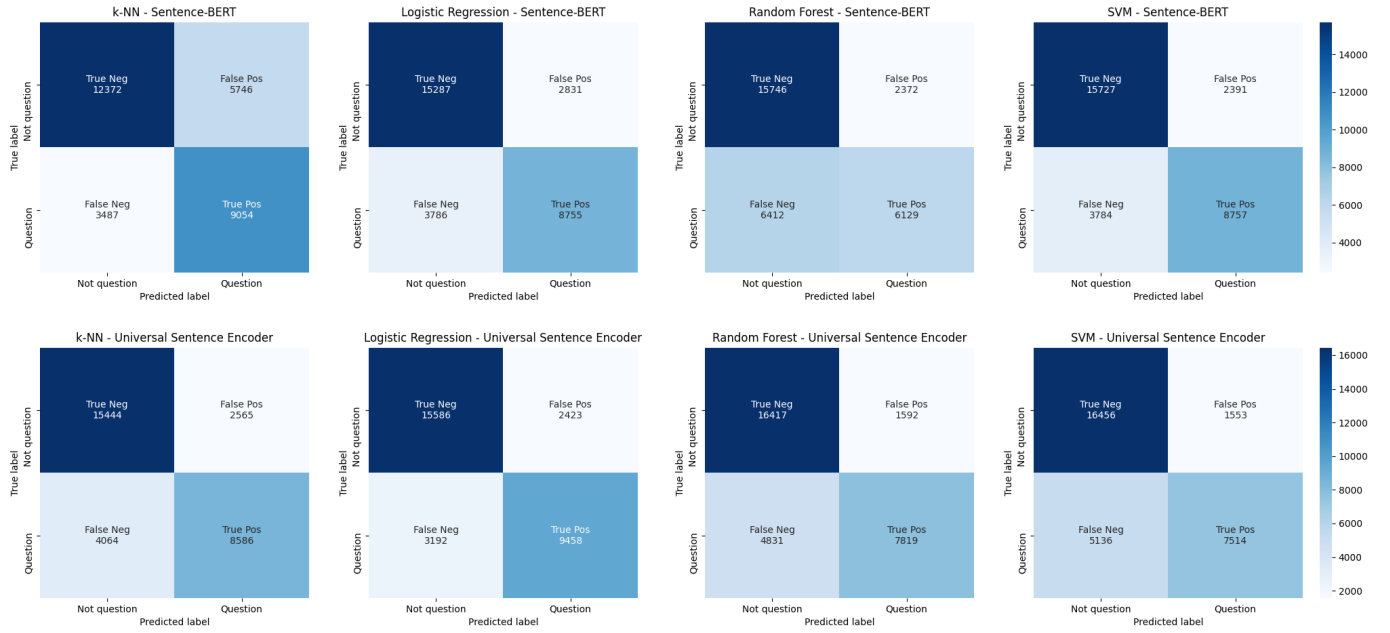 k-NN - Sentence-BERT
True Neg
12372
False Pos
5746
False Neg
3487
True Pos
9054
True label
Not question
Question
Not question
Question
Predicted label
Logistic Regression - Sentence-BERT
True Neg
15287
False Pos
2831
False Neg
3786
True Pos
8755
True label
Not question
Question
Not question
Question
Predicted label
Random Forest - Sentence-BERT
True Neg
15746
False Pos
2372
False Neg
6412
True Pos
6129
True label
Not question
Question
Not question
Question
Predicted label
SVM - Sentence-BERT
True Neg
15727
False Pos
2391
False Neg
3784
True Pos
8757
True label
Not question
Question
Not question
Question
Predicted label
14000
12000
10000
8000
6000
4000
k-NN - Universal Sentence Encoder
True Neg
15444
False Pos
2565
False Neg
4064
True Pos
8586
True label
Not question
Question
Not question
Question
Predicted label
Logistic Regression - Universal Sentence Encoder
True Neg
15586
False Pos
2423
False Neg
3192
True Pos
9458
True label
Not question
Question
Not question
Question
Predicted label
Random Forest - Universal Sentence Encoder
True Neg
16417
False Pos
1592
False Neg
4831
True Pos
7819
True label
Not question
Question
Not question
Question
Predicted label
SVM - Universal Sentence Encoder
True Neg
16456
False Pos
1553
False Neg
5136
True Pos
7514
True label
Not question
Question
Not question
Question
Predicted label
16000
14000
12000
10000
8000
6000
4000
2000